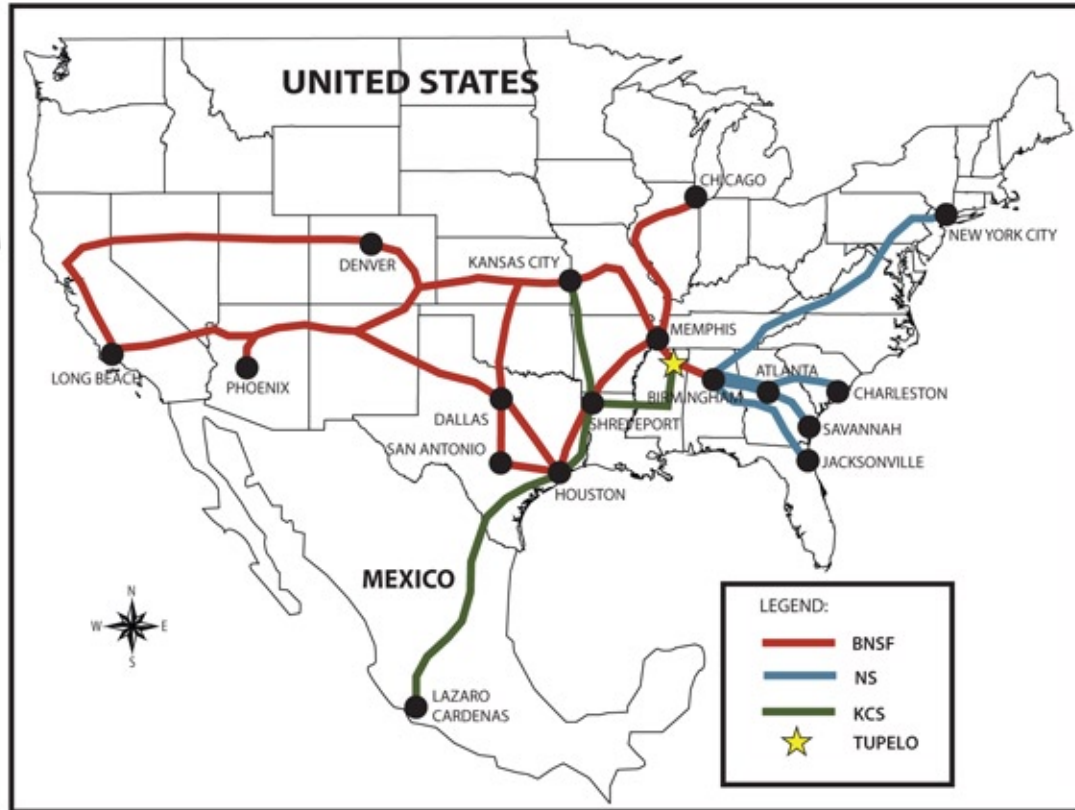 UNITED STATES
CHICAGO
NEW YORK CITY
DENVER
KANSAS CITY
MEMPHIS
LONG BEACH
PHOENIX
ATLANTA
BIRMINGHAM
CHARLESTON
DALLAS
SHREVEPORT
SAVANNAH
SAN ANTONIO
JACKSONVILLE
HOUSTON
MEXICO
N
W
E
S
LAZARO
CARDENAS
LEGEND:
BNSF
NS
KCS
TUPELO